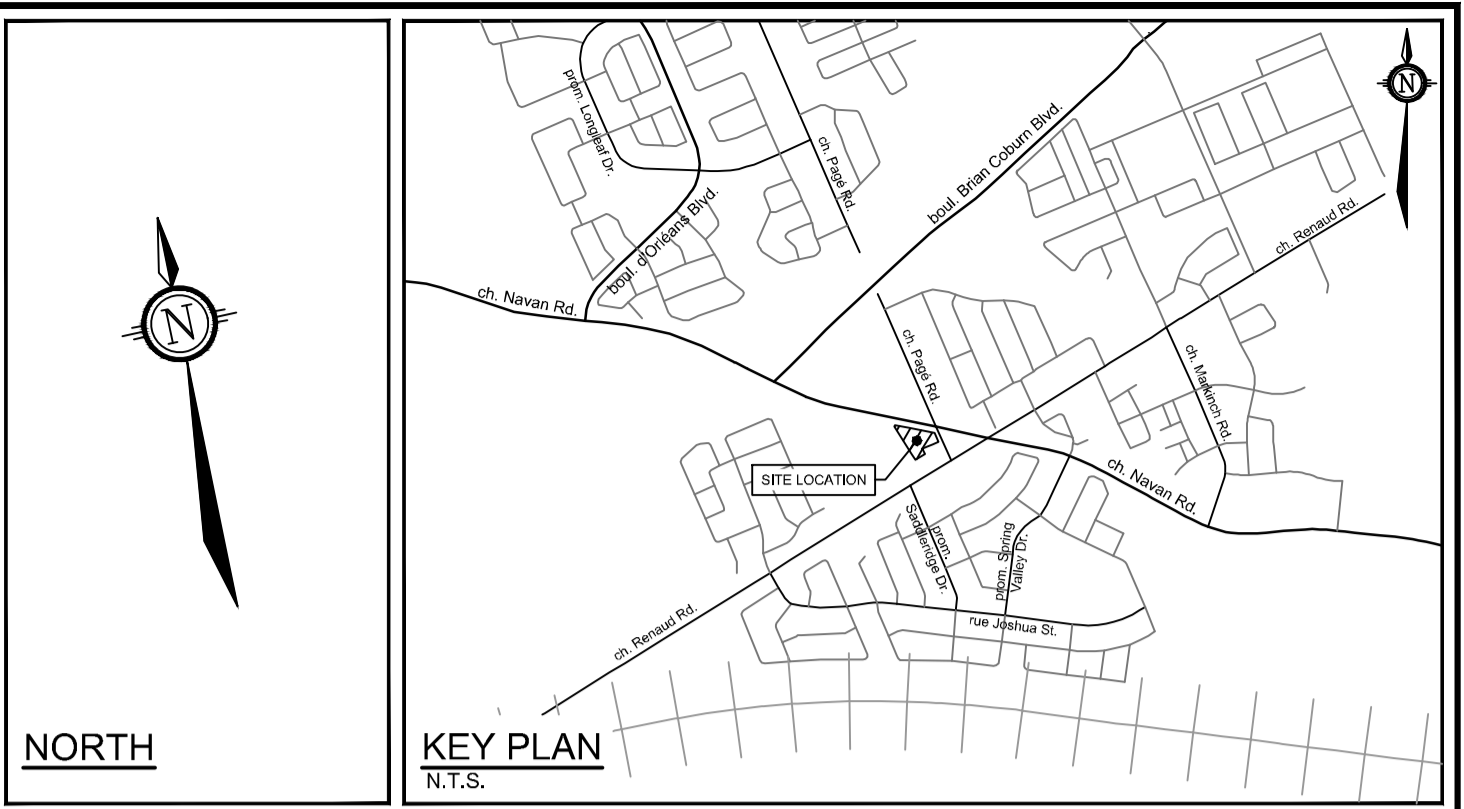 N
NORTH
N
prom. Longleaf Dr.
ch. Pagé Rd.
boul. Brian Coburn Blvd.
boul. d'Orléans Blvd.
ch. Renaud Rd.
ch. Navan Rd.
ch. Pagé Rd.
ch. Markinch Rd.
SITE LOCATION
ch. Navan Rd.
prom.
Saddleridge Dr.
prom. Spring
Valley Dr.
rue Joshua St.
ch. Renaud Rd.
KEY PLAN
N.T.S.